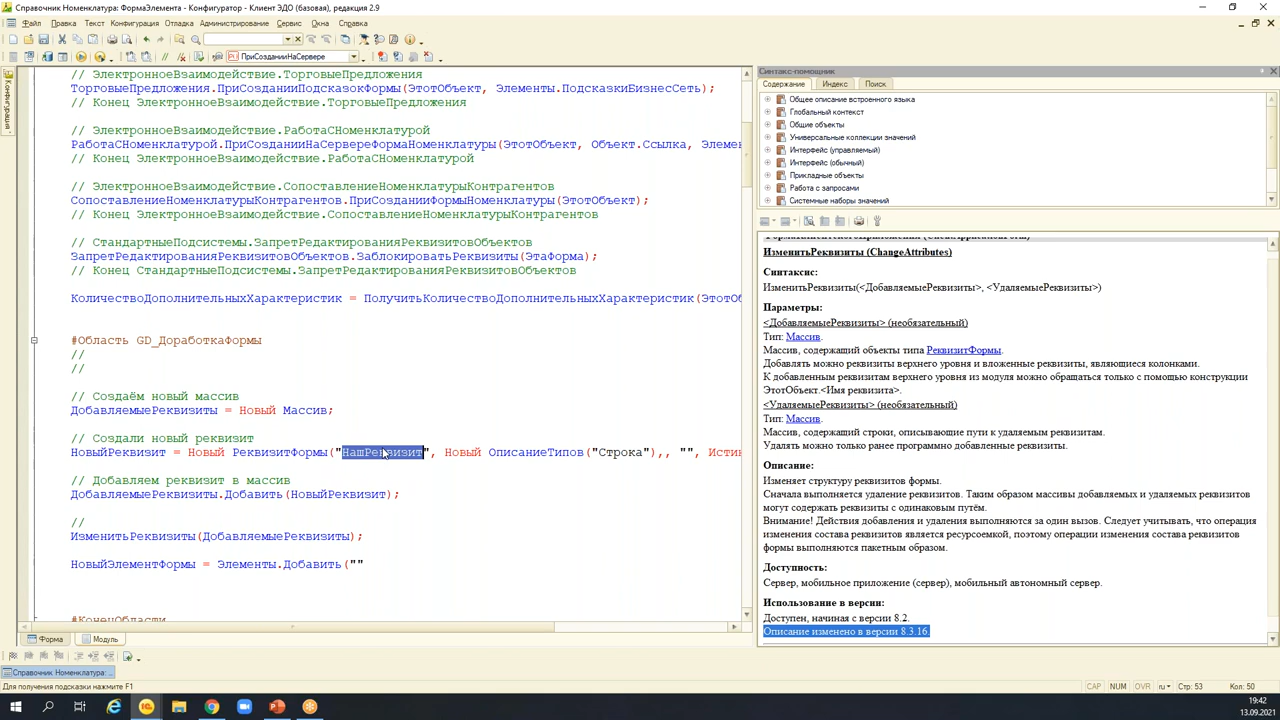 Справочник Номенклатура: ФормаЭлемента - Конфигуратор - Клиент ЭДО (базовая), редакция 2.9
Файл Правка Текст Конфигурация Отладка Администрирование Сервис Окна Справка
ПриСозданииНаСервере
Конфигурация
// ЭлектронноеВзаимодействие.ТорговыеПредложения
ТорговыеПредложения.ПриСозданииПодсказокФормы(ЭтотОбъект, Элементы.ПодсказкиБизнесСеть);
// Конец ЭлектронноеВзаимодействие.ТорговыеПредложения
// ЭлектронноеВзаимодействие.РаботаСНоменклатурой
РаботаСНоменклатурой.ПриСозданииНаСервереФормаНоменклатуры(ЭтотОбъект, Объект.Ссылка, Элемен
// Конец ЭлектронноеВзаимодействие.РаботаСНоменклатурой
// ЭлектронноеВзаимодействие.СопоставлениеНоменклатурыКонтрагентов
СопоставлениеНоменклатурыКонтрагентов.ПриСозданииФормыНоменклатуры(ЭтотОбъект);
// Конец ЭлектронноеВзаимодействие.СопоставлениеНоменклатурыКонтрагентов
// СтандартныеПодсистемы.ЗапретРедактированияРеквизитовОбъектов
ЗапретРедактированияРеквизитовОбъектов.ЗаблокироватьРеквизиты(ЭтаФорма);
// Конец СтандартныеПодсистемы.ЗапретРедактированияРеквизитовОбъектов
КоличествоДополнительныхХарактеристик = ПолучитьКоличествоДополнительныхХарактеристик(ЭтотОб
#Область GD_ДоработкаФормы
//
//
// Создаём новый массив
ДобавляемыеРеквизиты = Новый Массив;
// Создали новый реквизит
НовыйРеквизит = Новый РеквизитФормы("НашРеквизит", Новый ОписаниеТипов("Строка"),, "", Исти
// Добавляем реквизит в массив
ДобавляемыеРеквизиты.Добавить(НовыйРеквизит);
//
ИзменитьРеквизиты(ДобавляемыеРеквизиты);
НовыйЭлементФормы = Элементы.Добавить(""
#КонецОбласти
Форма Модуль
Синтакс-помощник
Содержание Индекс Поиск
Общее описание встроенного языка
Глобальный контекст
Общие объекты
Универсальные коллекции значений
Интерфейс (управляемый)
Интерфейс (обычный)
Прикладные объекты
Работа с запросами
Системные наборы значений
ИзменитьРеквизиты (ChangeAttributes)
Синтаксис:
ИзменитьРеквизиты(<ДобавляемыеРеквизиты>, <УдаляемыеРеквизиты>)
Параметры:
<ДобавляемыеРеквизиты> (необязательный)
Тип: Массив.
Массив, содержащий объекты типа РеквизитФормы.
Добавлять можно реквизиты верхнего уровня и вложенные реквизиты, являющиеся колонками.
К добавленным реквизитам верхнего уровня из модуля можно обращаться только с помощью конструкции
ЭтотОбъект.<Имя реквизита>.
<УдаляемыеРеквизиты> (необязательный)
Тип: Массив.
Массив, содержащий строки, описывающие пути к удаляемым реквизитам.
Удалять можно только ранее программно добавленные реквизиты.
Описание:
Изменяет структуру реквизитов формы.
Сначала выполняется удаление реквизитов. Таким образом массивы добавляемых и удаляемых реквизитов
могут содержать реквизиты с одинаковым путём.
Внимание! Действия добавления и удаления выполняются за один вызов. Следует учитывать, что операция
изменения состава реквизитов является ресурсоемкой, поэтому операции изменения состава реквизитов
формы выполняются пакетным образом.
Доступность:
Сервер, мобильное приложение (сервер), мобильный автономный сервер.
Использование в версии:
Доступен, начиная с версии 8.2.
Описание изменено в версии 8.3.16.
Справочник Номенклатура: ...
Для получения подсказки нажмите F1
CAP NUM OVR ru Стр: 53 Кол: 50
19:42
13.09.2021